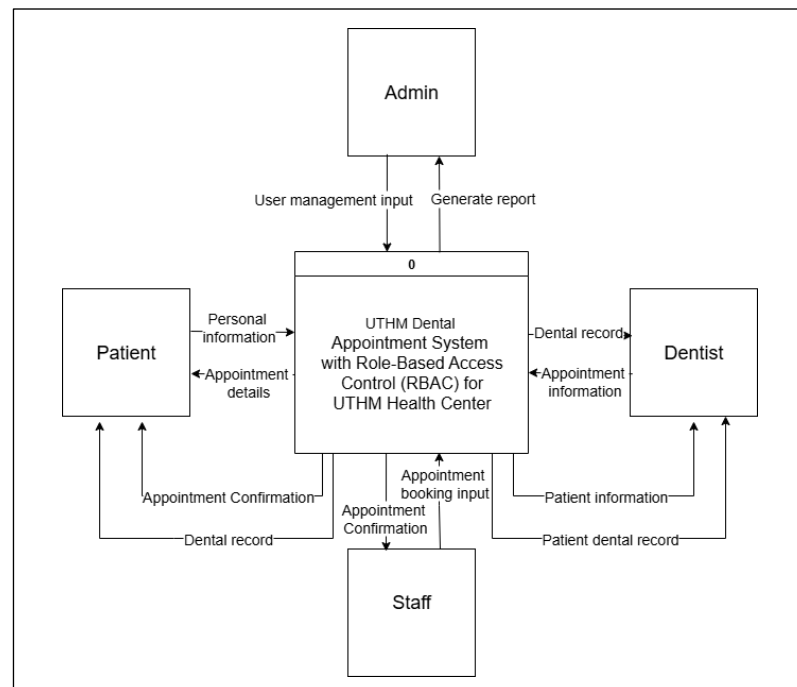 Admin
User management input
Generate report
0
UTHM Dental
Appointment System
with Role-Based Access
Control (RBAC) for
UTHM Health Center
Patient
Personal
information
Appointment
details
Dental record
Appointment
information
Dentist
Appointment Confirmation
Dental record
Appointment
Confirmation
Appointment
booking input
Patient information
Patient dental record
Staff